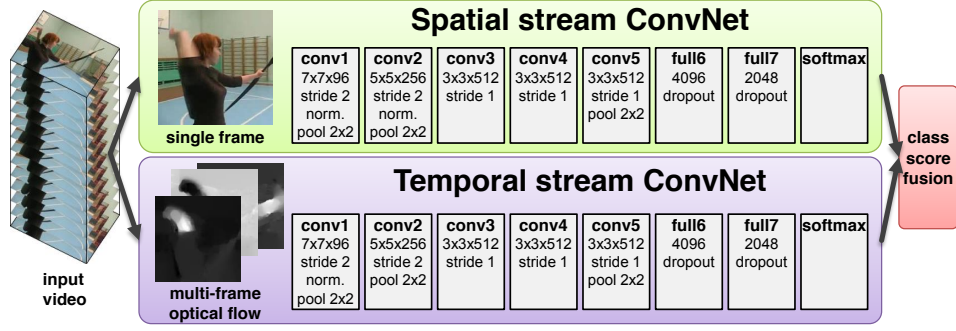 Spatial stream ConvNet
conv1
7x7x96
stride 2
norm.
pool 2x2
conv2
5x5x256
stride 2
norm.
pool 2x2
conv3
3x3x512
stride 1
conv4
3x3x512
stride 1
conv5
3x3x512
stride 1
pool 2x2
full6
4096
dropout
full7
2048
dropout
softmax
single frame
Temporal stream ConvNet
conv1
7x7x96
stride 2
norm.
pool 2x2
conv2
5x5x256
stride 2
pool 2x2
conv3
3x3x512
stride 1
conv4
3x3x512
stride 1
conv5
3x3x512
stride 1
pool 2x2
full6
4096
dropout
full7
2048
dropout
softmax
multi-frame
optical flow
input
video
class
score
fusion